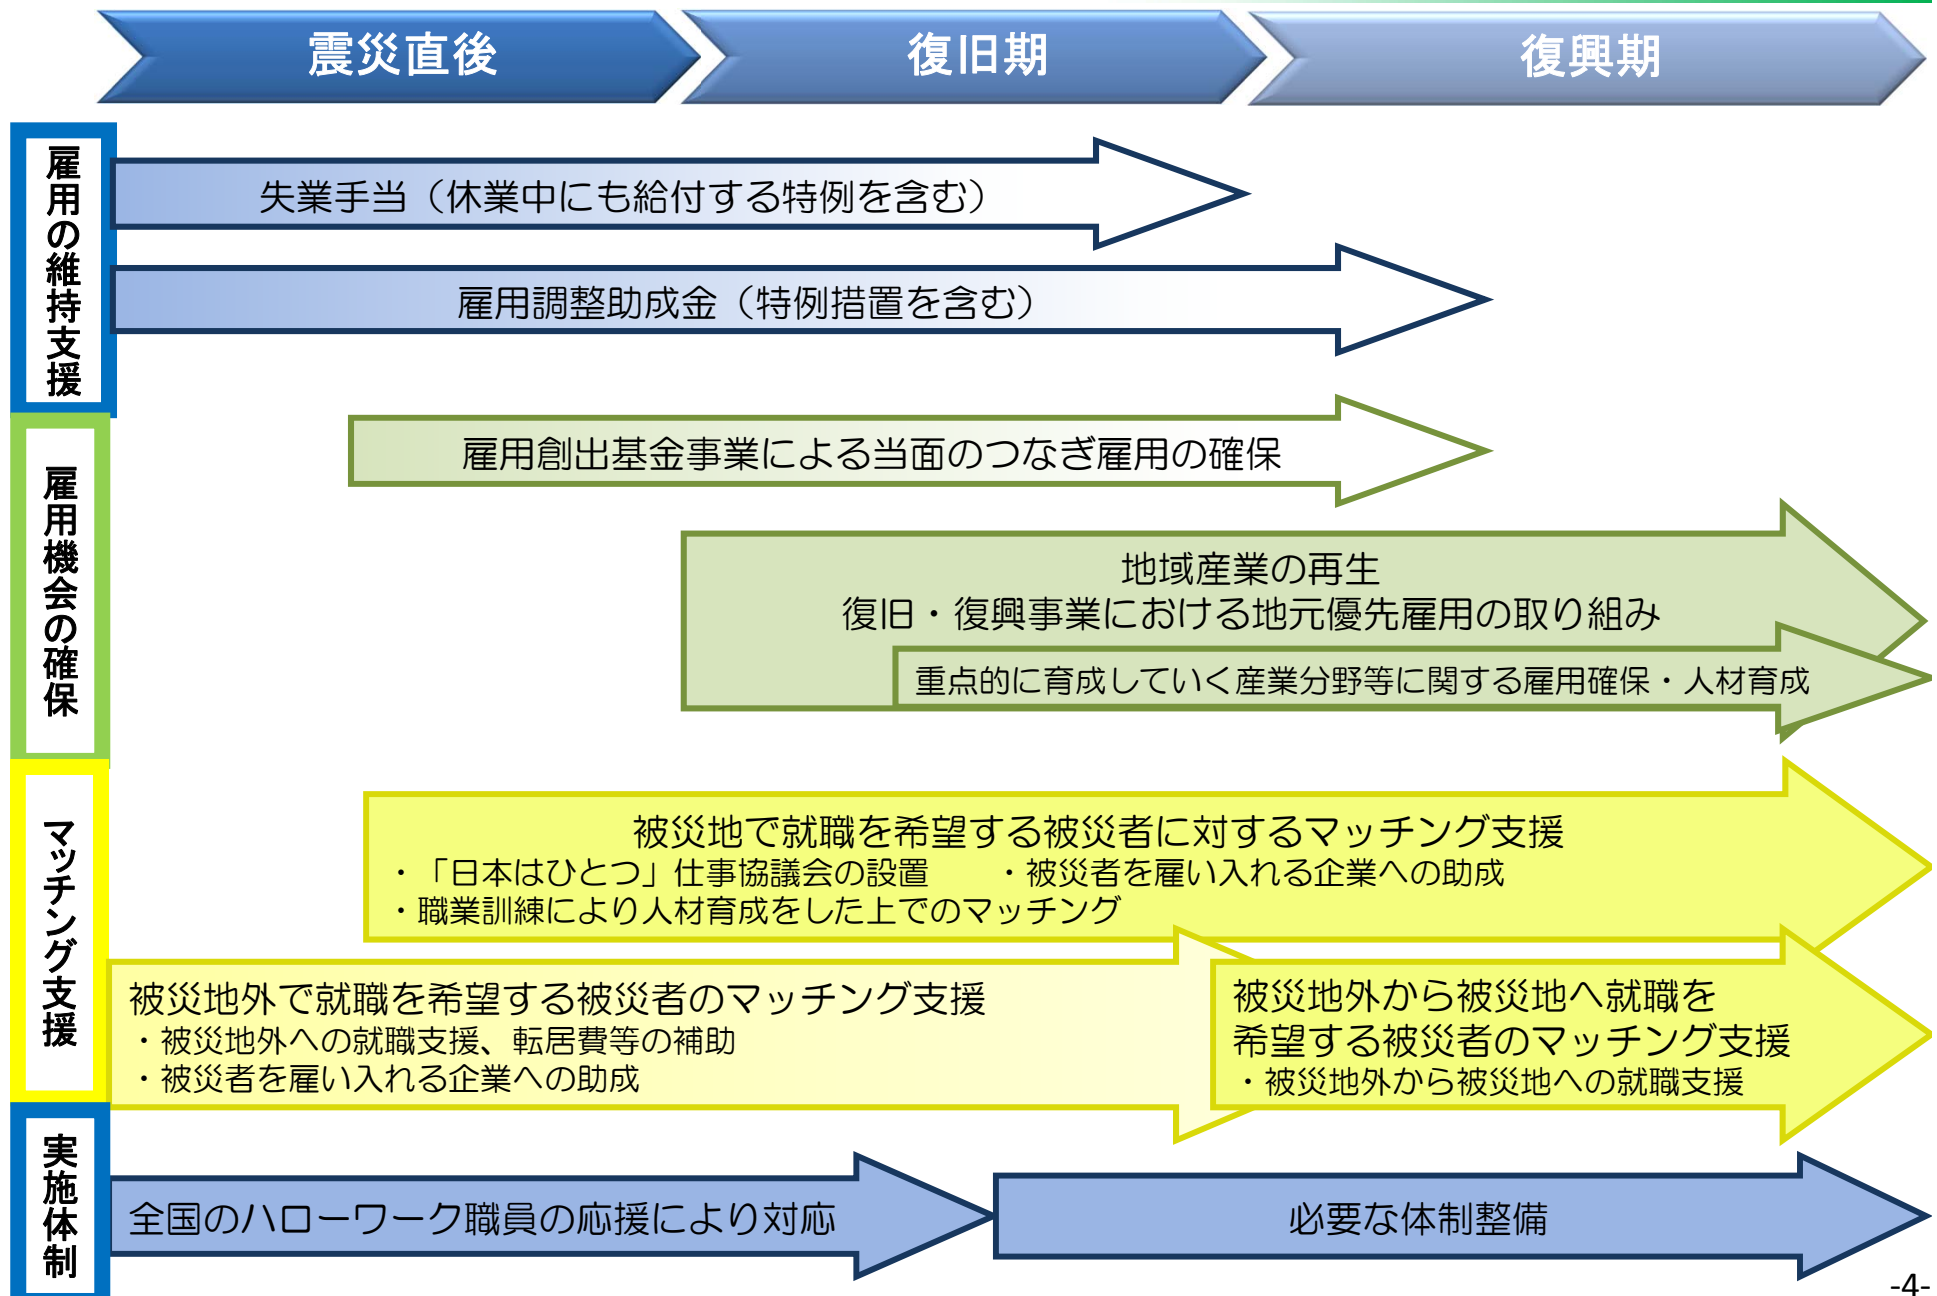 震災直後
復旧期
復興期
雇用の維持支援
失業手当（休業中にも給付する特例を含む）
雇用調整助成金（特例措置を含む）
雇用機会の確保
雇用創出基金事業による当面のつなぎ雇用の確保
地域産業の再生
復旧・復興事業における地元優先雇用の取り組み
重点的に育成していく産業分野等に関する雇用確保・人材育成
マッチング支援
被災地で就職を希望する被災者に対するマッチング支援
・「日本はひとつ」仕事協議会の設置　　・被災者を雇い入れる企業への助成
・職業訓練により人材育成をした上でのマッチング
被災地外で就職を希望する被災者のマッチング支援
・被災地外への就職支援、転居費等の補助
・被災者を雇い入れる企業への助成
被災地外から被災地へ就職を
希望する被災者のマッチング支援
・被災地外から被災地への就職支援
実施体制
全国のハローワーク職員の応援により対応
必要な体制整備
-4-